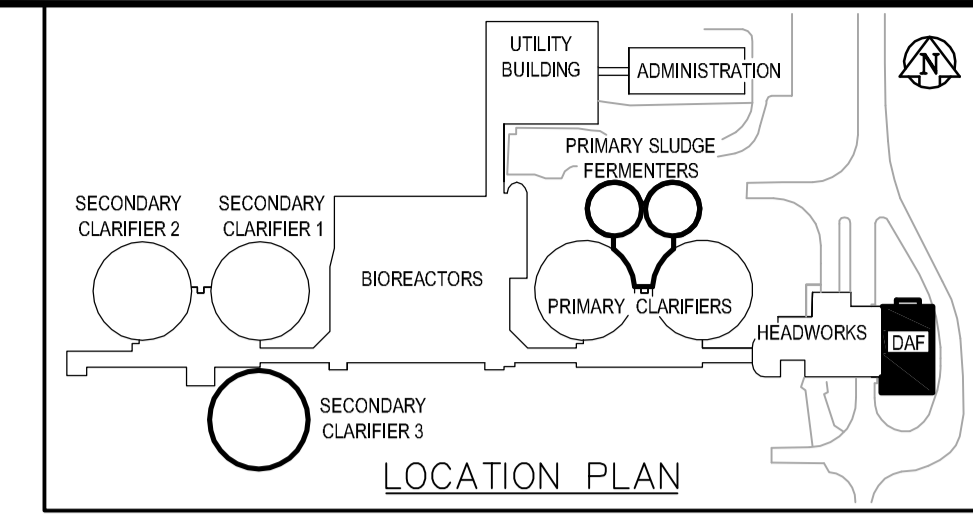 UTILITY
BUILDING
ADMINISTRATION
N
PRIMARY SLUDGE
FERMENTERS
SECONDARY
CLARIFIER 2
SECONDARY
CLARIFIER 1
BIOREACTORS
PRIMARY CLARIFIERS
HEADWORKS
DAF
SECONDARY
CLARIFIER 3
LOCATION PLAN